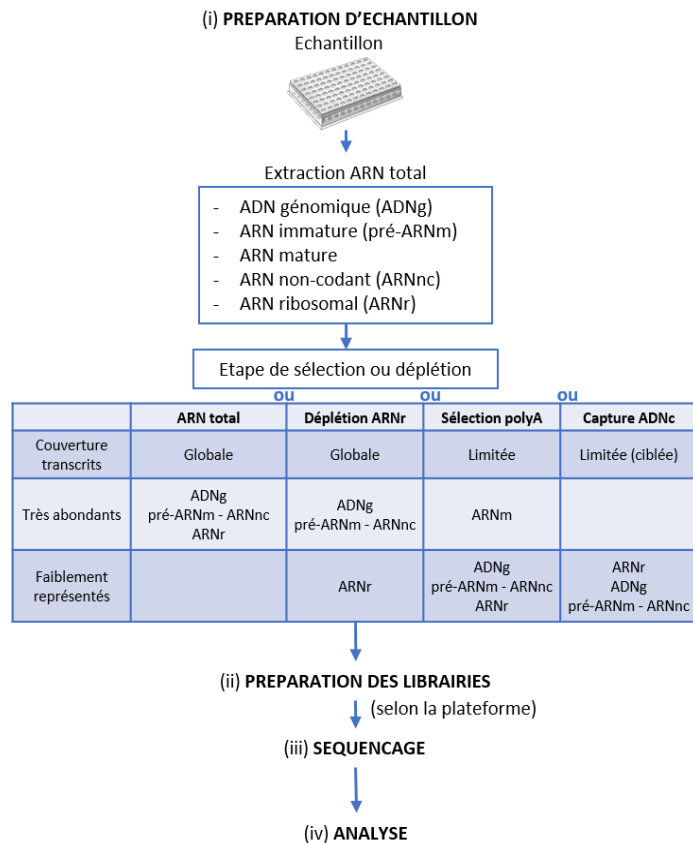 (i) PREPARATION D'ECHANTILLON
Echantillon
Extraction ARN total
- ADN génomique (ADNg)
- ARN immature (pré-ARNm)
- ARN mature
- ARN non-codant (ARNnc)
- ARN ribosomal (ARNr)
Etape de sélection ou déplétion
ou ou ou
ARN total Déplétion ARNr Sélection polyA Capture ADNc
Couverture transcrits Globale Globale Limitée Limitée (ciblée)
Très abondants
ADNg
pré-ARNm - ARNnc
ARNr
ADNg
pré-ARNm - ARNnc
ARNm
Faiblement représentés
ARNr
ADNg
pré-ARNm - ARNnc
ARNr
ARNr
ADNg
pré-ARNm - ARNnc
(ii) PREPARATION DES LIBRAIRIES
(selon la plateforme)
(iii) SEQUENCAGE
(iv) ANALYSE